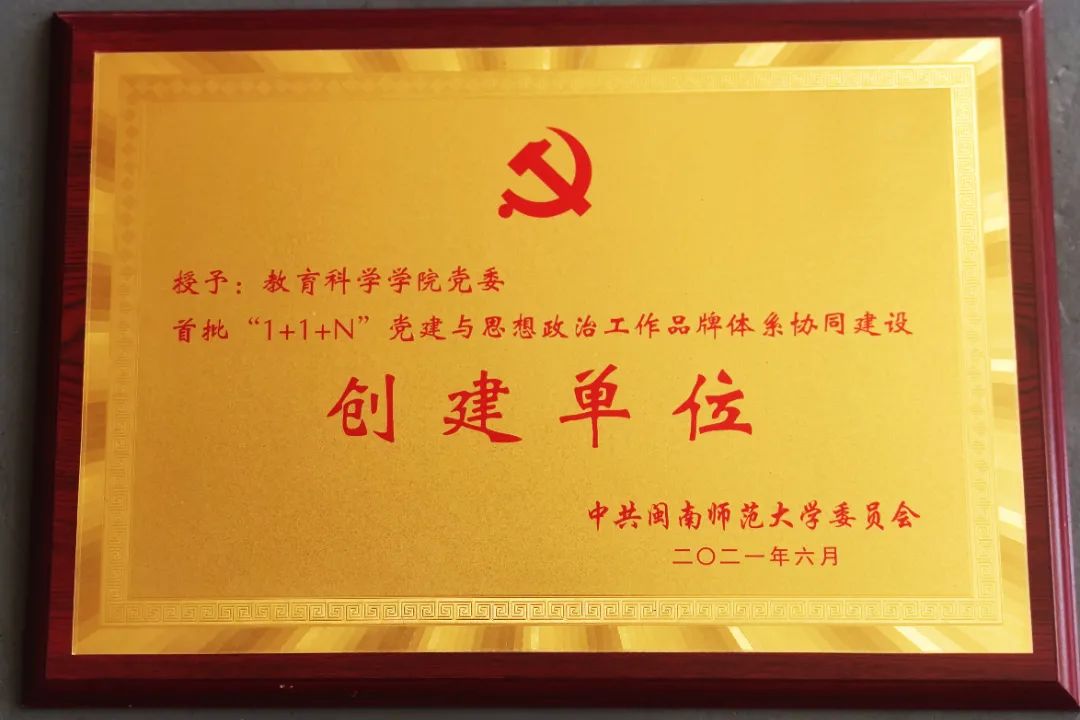 授予：教育科学学院党委
首批“1+1+N”党建与思想政治工作品牌体系协同建设
创建单位
中共闽南师范大学委员会
二〇二一年六月